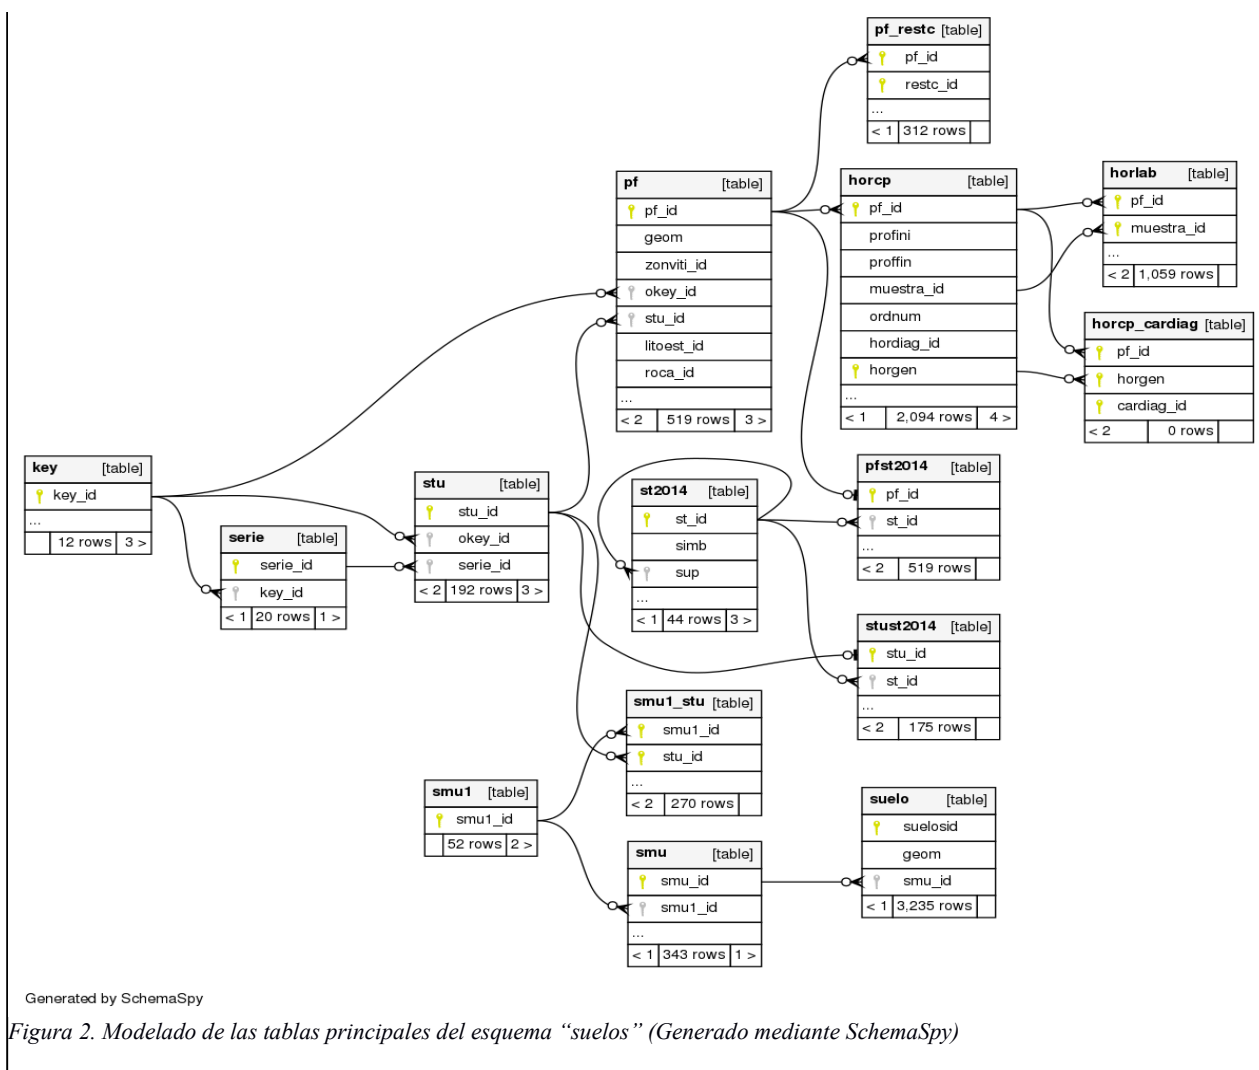 pf_restc [table]
pf_id
restc_id
...
< 1 312 rows
pf [table]
pf_id
geom
zonviti_id
okey_id
stu_id
litoest_id
roca_id
...
< 2 519 rows 3 >
horcp [table]
pf_id
profini
proffin
muestra_id
ordnum
hordiag_id
horgen
...
< 1 2,094 rows 4 >
horlab [table]
pf_id
muestra_id
...
< 2 1,059 rows
horcp_cardiag [table]
pf_id
horgen
cardiag_id
< 2 0 rows
key [table]
key_id
...
12 rows 3 >
serie [table]
serie_id
key_id
< 1 20 rows 1 >
stu [table]
stu_id
okey_id
serie_id
< 2 192 rows 3 >
st2014 [table]
st_id
simb
sup
...
< 1 44 rows 3 >
pfst2014 [table]
pf_id
st_id
...
< 2 519 rows
stust2014 [table]
stu_id
st_id
...
< 2 175 rows
smu1_stu [table]
smu1_id
stu_id
...
< 2 270 rows
smu1 [table]
smu1_id
52 rows 2 >
smu [table]
smu_id
smu1_id
...
< 1 343 rows 1 >
suelo [table]
suelosid
geom
smu_id
< 1 3,235 rows
Generated by SchemaSpy
Figura 2. Modelado de las tablas principales del esquema “suelos” (Generado mediante SchemaSpy)